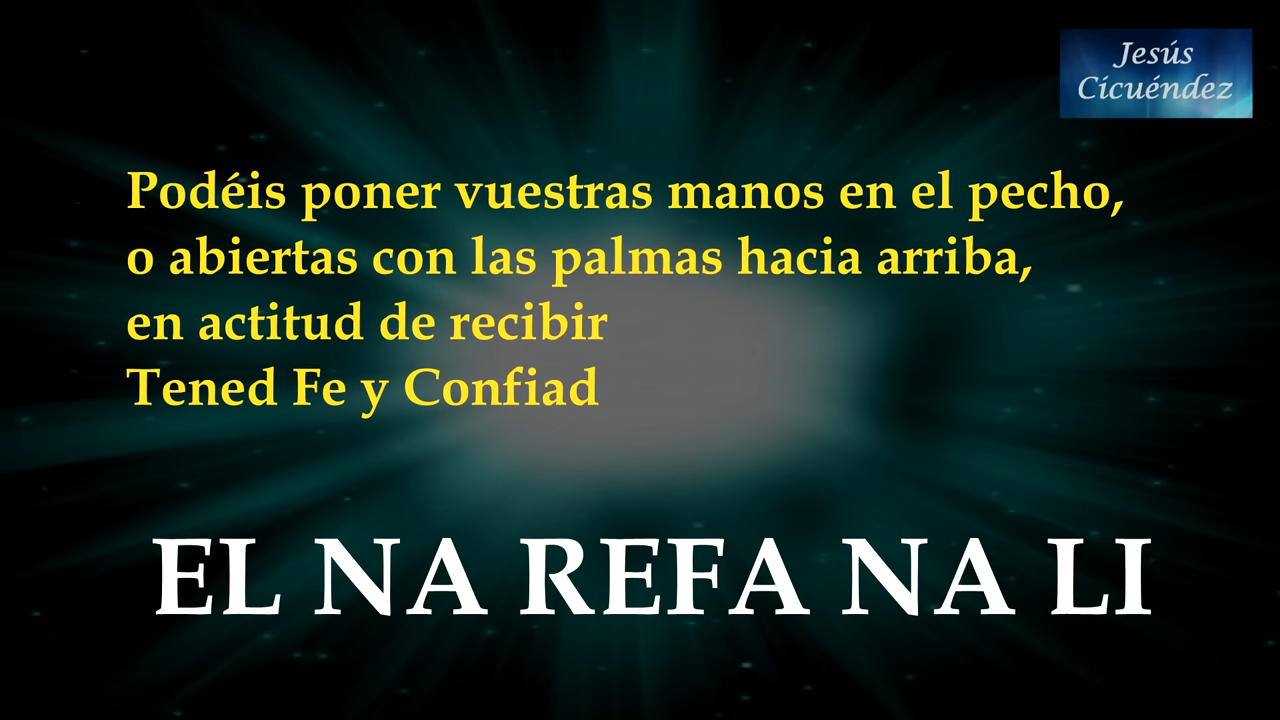 Jesús
Cicuéndez
Podéis poner vuestras manos en el pecho,
o abiertas con las palmas hacia arriba,
en actitud de recibir
Tened Fe y Confiad
EL NA REFA NA LI